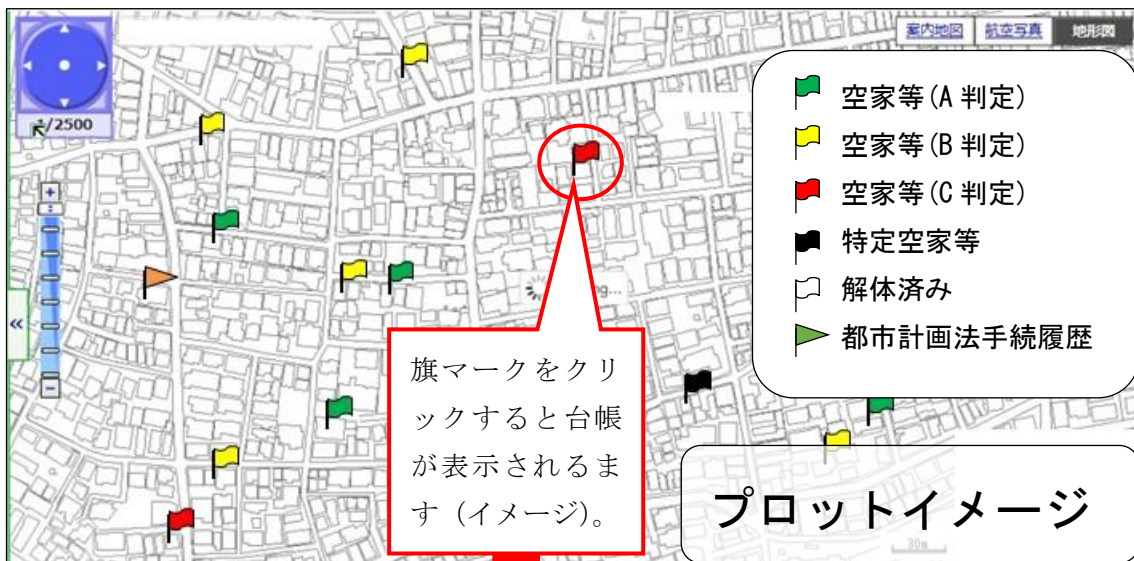 案内地図
航空写真
地形図
1/2500
空家等(A 判定)
空家等(B 判定)
空家等(C 判定)
特定空家等
解体済み
都市計画法手続履歴
+
«
−
旗マークをクリ
ックすると台帳
が表示されるま
す（イメージ）。
プロットイメージ
30m